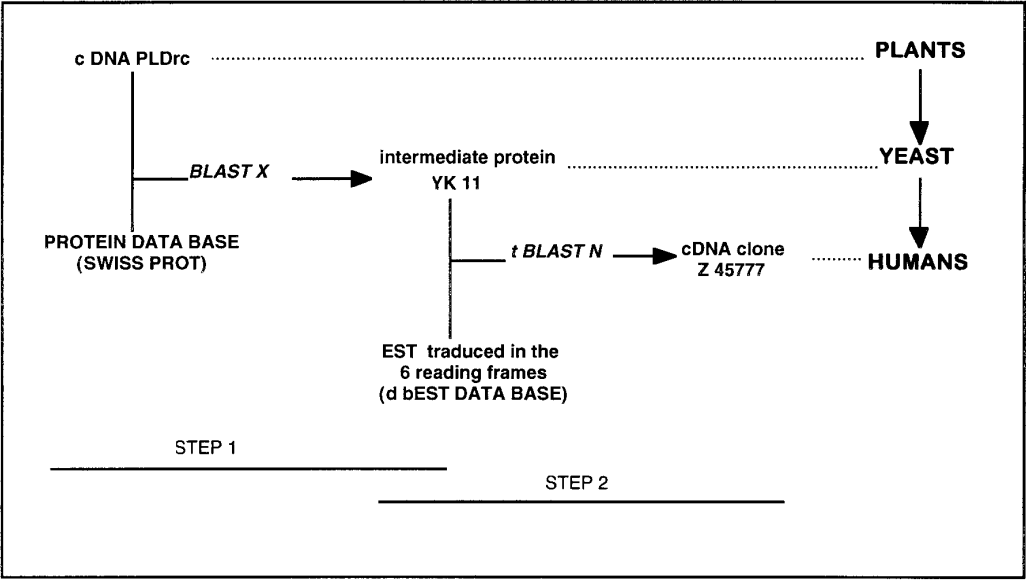 c DNA PLDrc
PLANTS
BLAST X
intermediate protein
YK 11
YEAST
PROTEIN DATA BASE
(SWISS PROT)
t BLAST N
cDNA clone
Z 45777
HUMANS
EST traduced in the
6 reading frames
(d bEST DATA BASE)
STEP 1
STEP 2